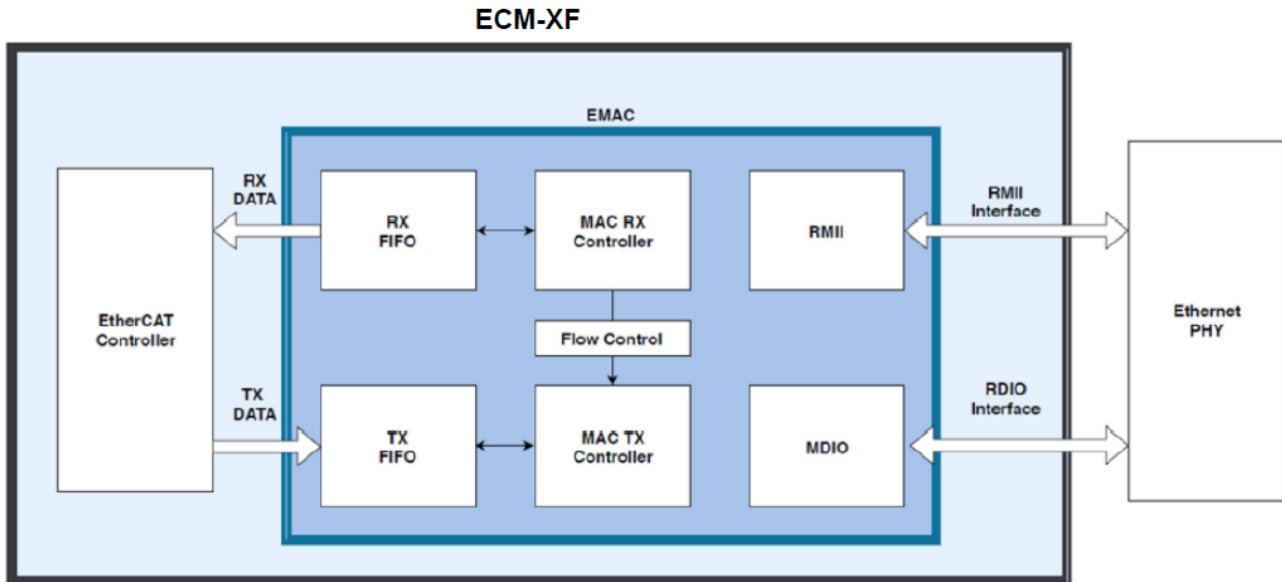 ECM-XF
EMAC
RX
DATA
RX
FIFO
MAC RX
Controller
RMII
RMII
Interface
EtherCAT
Controller
Flow Control
Ethernet
PHY
TX
DATA
TX
FIFO
MAC TX
Controller
MDIO
RDIO
Interface